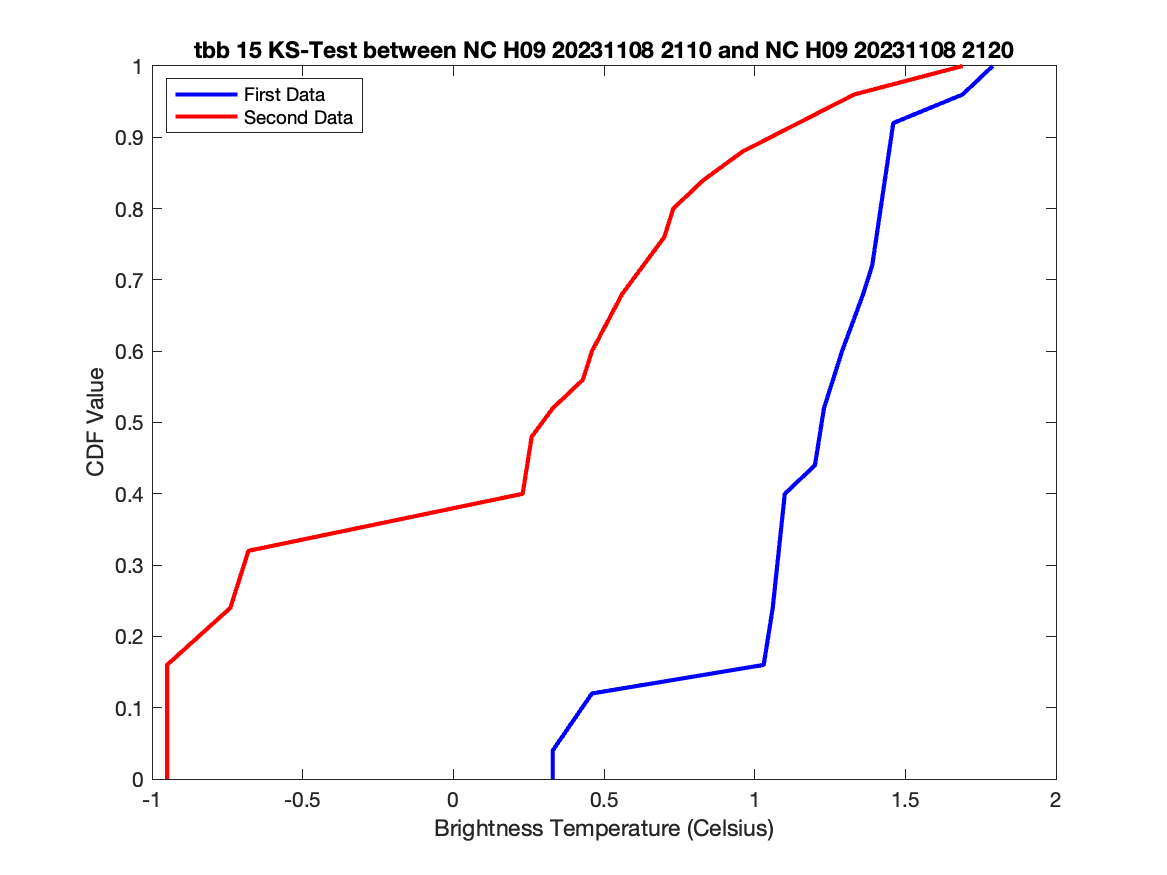 tbb 15 KS-Test between NC H09 20231108 2110 and NC H09 20231108 2120
First Data
Second Data
1
0.9
0.8
0.7
0.6
0.5
0.4
0.3
0.2
0.1
0
CDF Value
-1 -0.5 0 0.5 1 1.5 2
Brightness Temperature (Celsius)